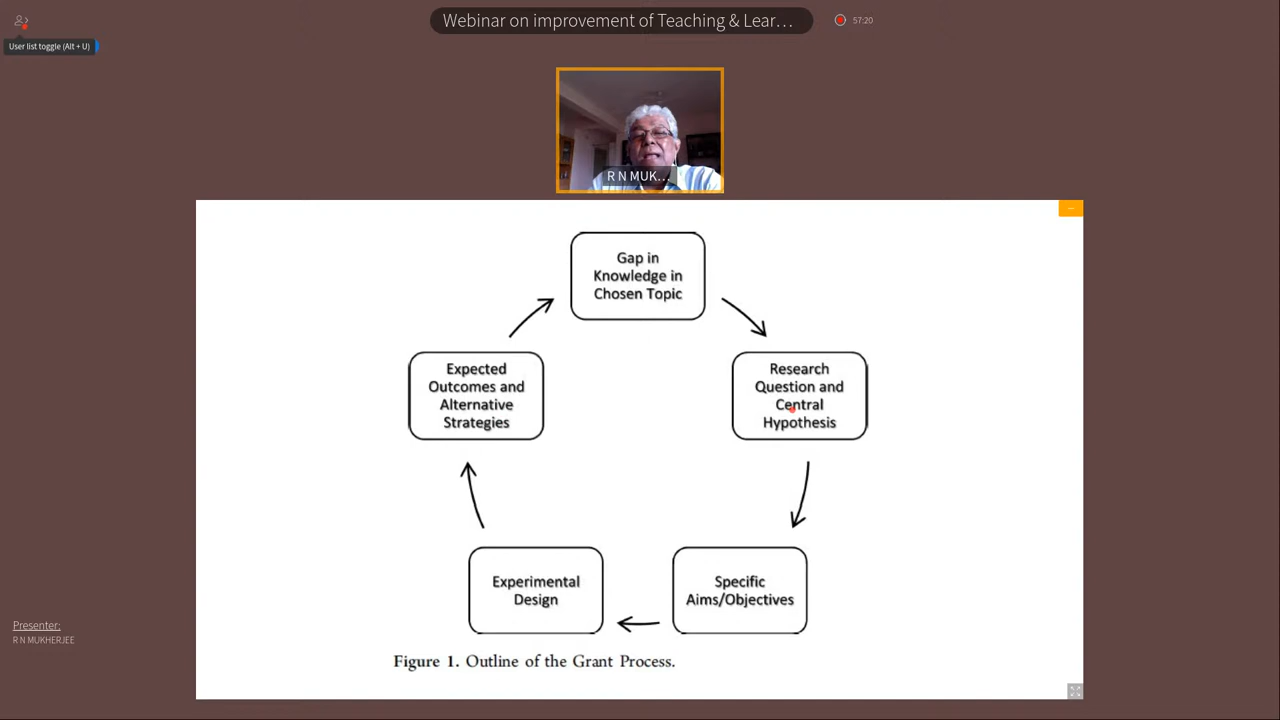 Webinar on improvement of Teaching & Lear…
57:20
User list toggle (Alt + U)
R N MUK…
Gap in
Knowledge in
Chosen Topic
Research
Question and
Central
Hypothesis
Expected
Outcomes and
Alternative
Strategies
Experimental
Design
Specific
Aims/Objectives
Figure 1. Outline of the Grant Process.
Presenter:
R N MUKHERJEE